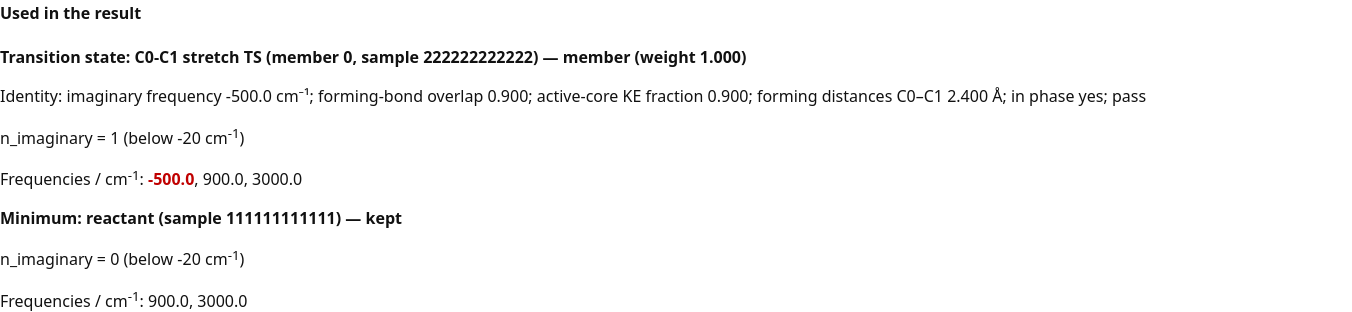 Used in the result
Transition state: C0-C1 stretch TS (member 0, sample 222222222222) — member (weight 1.000)
Identity: imaginary frequency -500.0 cm⁻¹; forming-bond overlap 0.900; active-core KE fraction 0.900; forming distances C0–C1 2.400 Å; in phase yes; pass
n_imaginary = 1 (below -20 cm⁻¹)
Frequencies / cm⁻¹: -500.0, 900.0, 3000.0
Minimum: reactant (sample 111111111111) — kept
n_imaginary = 0 (below -20 cm⁻¹)
Frequencies / cm⁻¹: 900.0, 3000.0